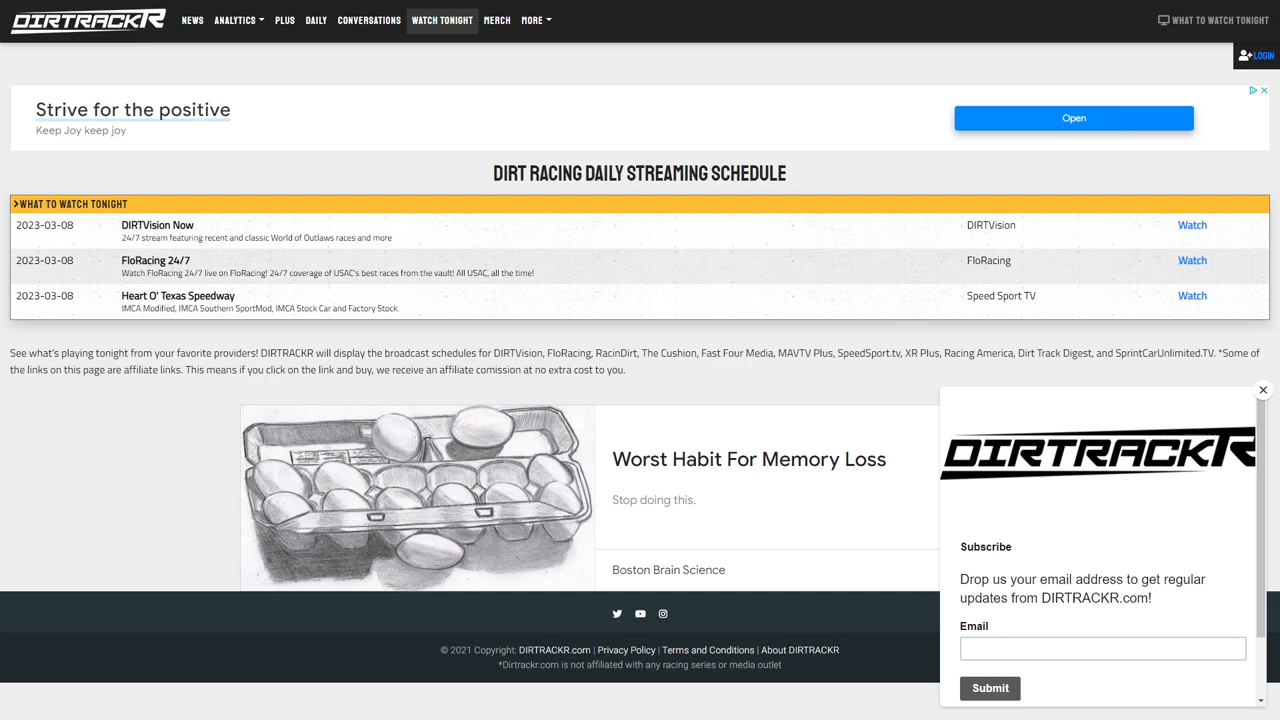 DIRTRACKR NEWS ANALYTICS PLUS DAILY CONVERSATIONS WATCH TONIGHT MERCH MORE WHAT TO WATCH TONIGHT
LOGIN
Strive for the positive
Keep Joy keep joy
Open
DIRT RACING DAILY STREAMING SCHEDULE
WHAT TO WATCH TONIGHT
2023-03-08 DIRTVision Now DIRTVision Watch
24/7 stream featuring recent and classic World of Outlaws races and more
2023-03-08 FloRacing 24/7 FloRacing Watch
Watch FloRacing 24/7 live on FloRacing! 24/7 coverage of USAC's best races from the vault! All USAC, all the time!
2023-03-08 Heart O' Texas Speedway Speed Sport TV Watch
IMCA Modified, IMCA Southern SportMod, IMCA Stock Car and Factory Stock.
See what's playing tonight from your favorite providers! DIRTRACKR will display the broadcast schedules for DIRTVision, FloRacing, RacinDirt, The Cushion, Fast Four Media, MAVTV Plus, SpeedSport.tv, XR Plus, Racing America, Dirt Track Digest, and SprintCarUnlimited.TV. *Some of
the links on this page are affiliate links. This means if you click on the link and buy, we receive an affiliate comission at no extra cost to you.
Worst Habit For Memory Loss
Stop doing this.
Boston Brain Science
DIRTRACKR
Subscribe
Drop us your email address to get regular
updates from DIRTRACKR.com!
Email
Submit
© 2021 Copyright: DIRTRACKR.com | Privacy Policy | Terms and Conditions | About DIRTRACKR
*Dirtrackr.com is not affiliated with any racing series or media outlet